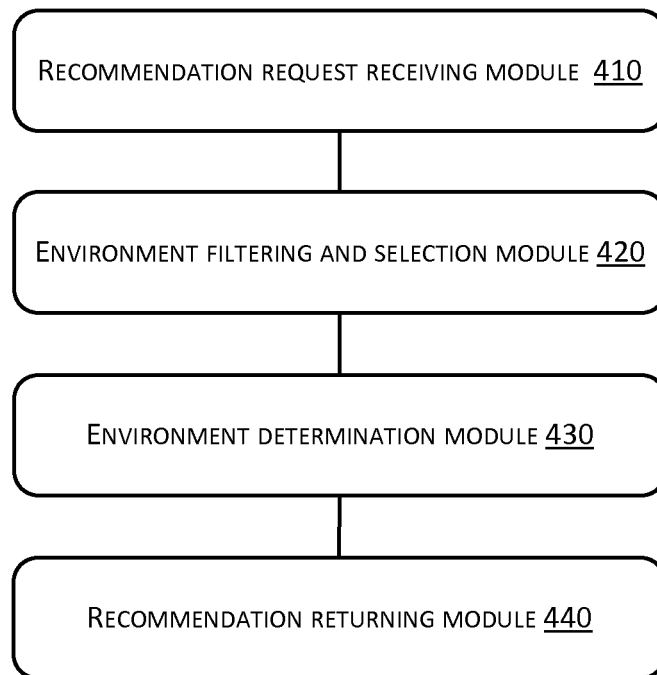 RECOMMENDATION REQUEST RECEIVING MODULE 410
ENVIRONMENT FILTERING AND SELECTION MODULE 420
ENVIRONMENT DETERMINATION MODULE 430
RECOMMENDATION RETURNING MODULE 440